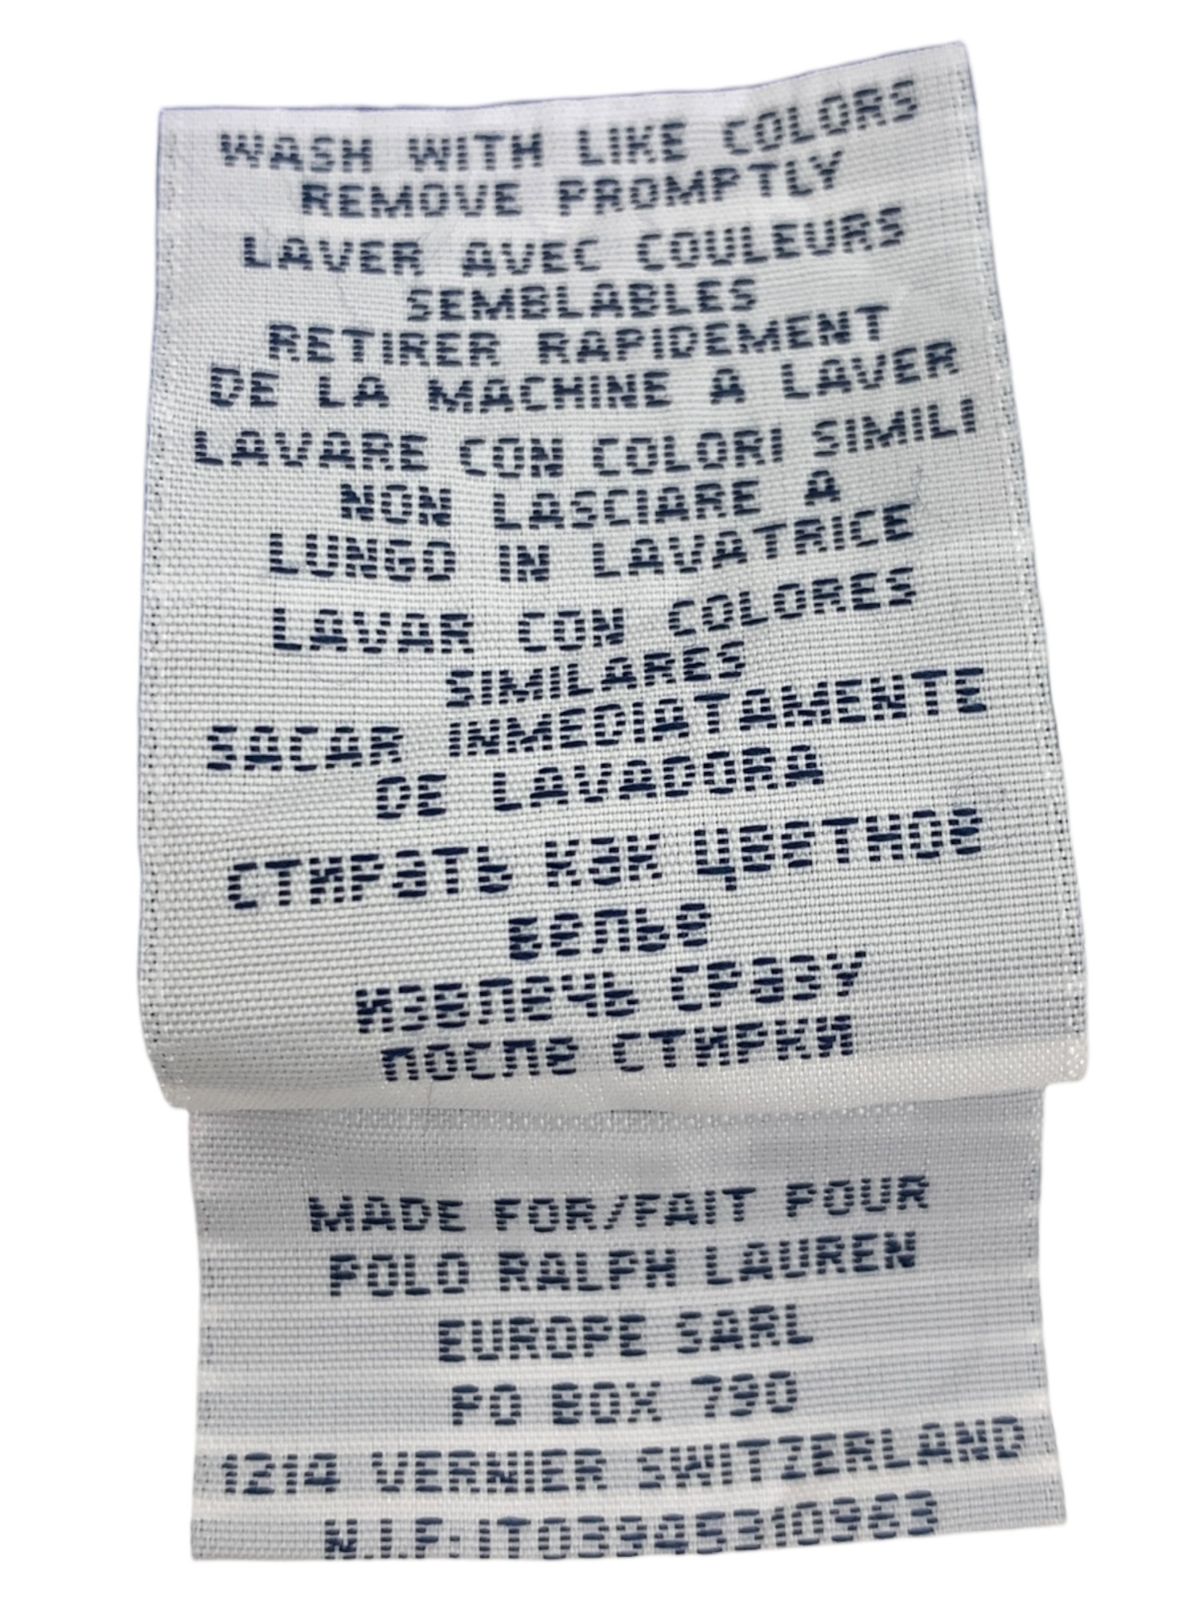 WASH WITH LIKE COLORS
REMOVE PROMPTLY
LAVER AVEC COULEURS
SEMBLABLES
RETIRER RAPIDEMENT
DE LA MACHINE A LAVER
LAVARE CON COLORI SIMILI
NON LASCIARE A
LUNGO IN LAVATRICE
LAVAR CON COLORES
SIMILARES
SACAR INMEDIATAMENTE
DE LAVADORA
СТИРАТЬ КАК ЦВЕТНОЕ
БЕЛЬЕ
ИЗВЛЕЧЬ СРАЗУ
ПОСЛЕ СТИРКИ
MADE FOR/FAIT POUR
POLO RALPH LAUREN
EUROPE SARL
PO BOX 790
1214 VERNIER SWITZERLAND
N.I.F:IT03945310963